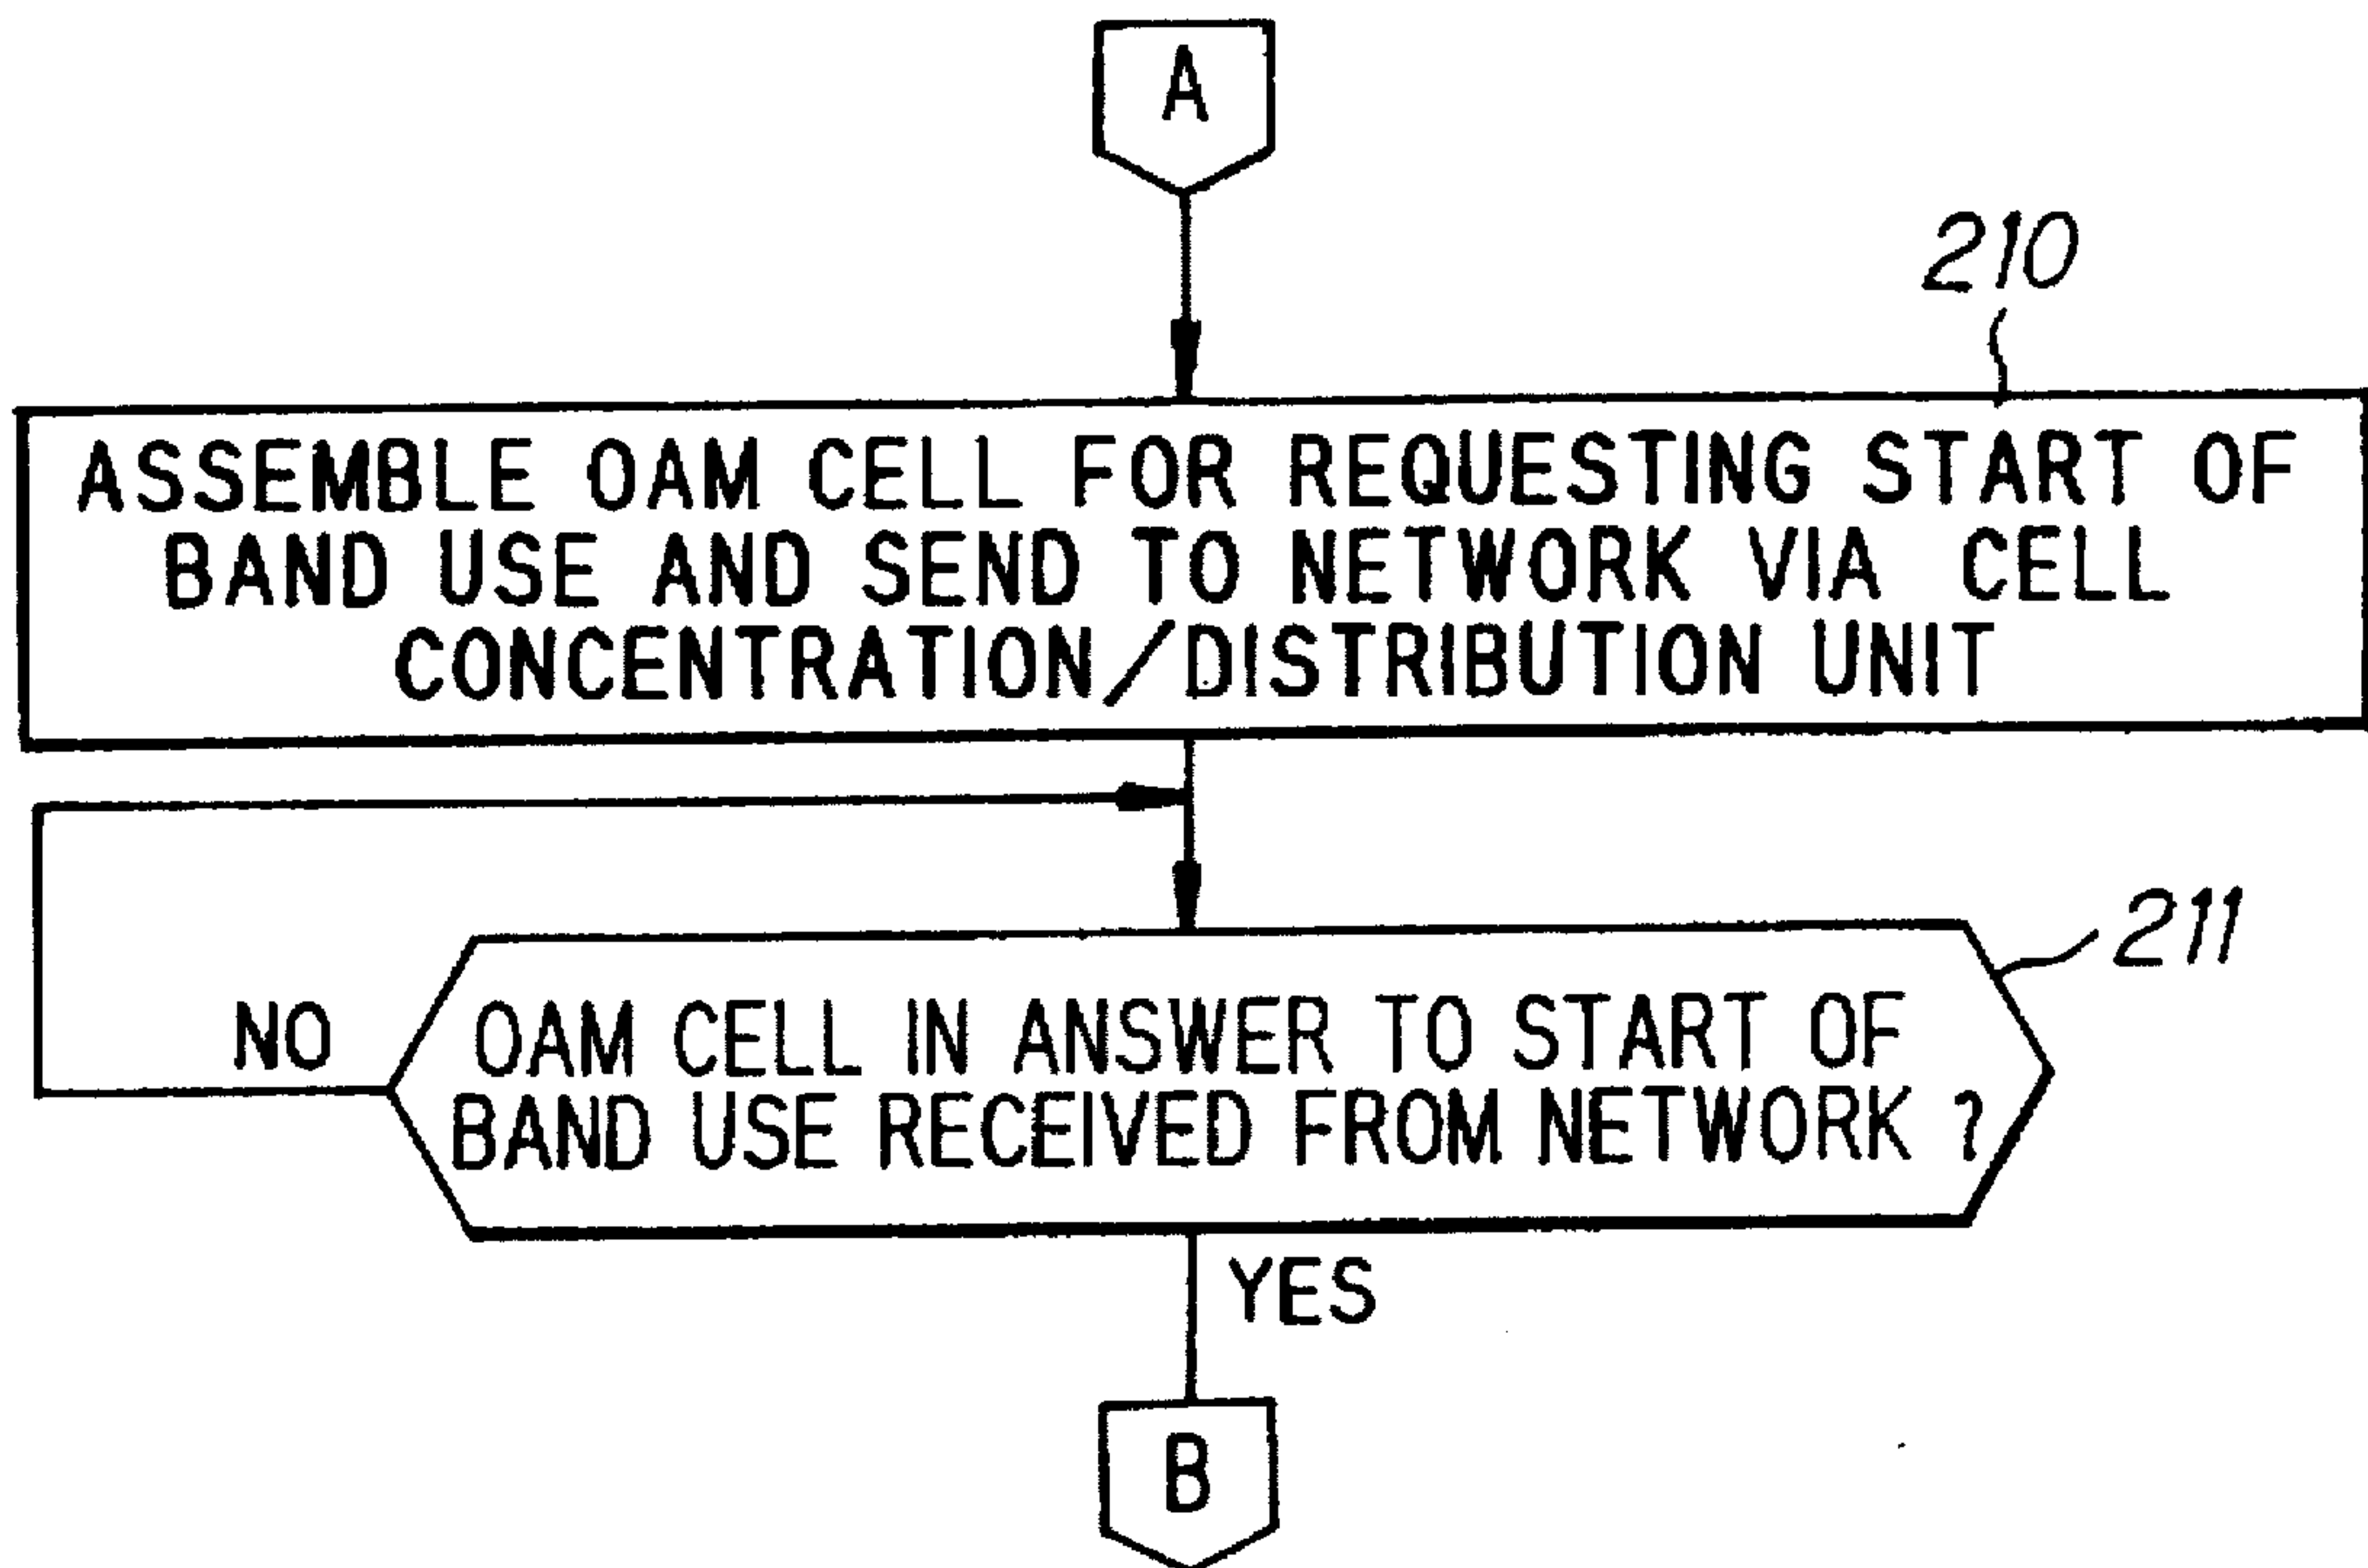 A
210
ASSEMBLE OAM CELL FOR REQUESTING START OF
BAND USE AND SEND TO NETWORK VIA CELL
CONCENTRATION/DISTRIBUTION UNIT
211
NO
OAM CELL IN ANSWER TO START OF
BAND USE RECEIVED FROM NETWORK ?
YES
B